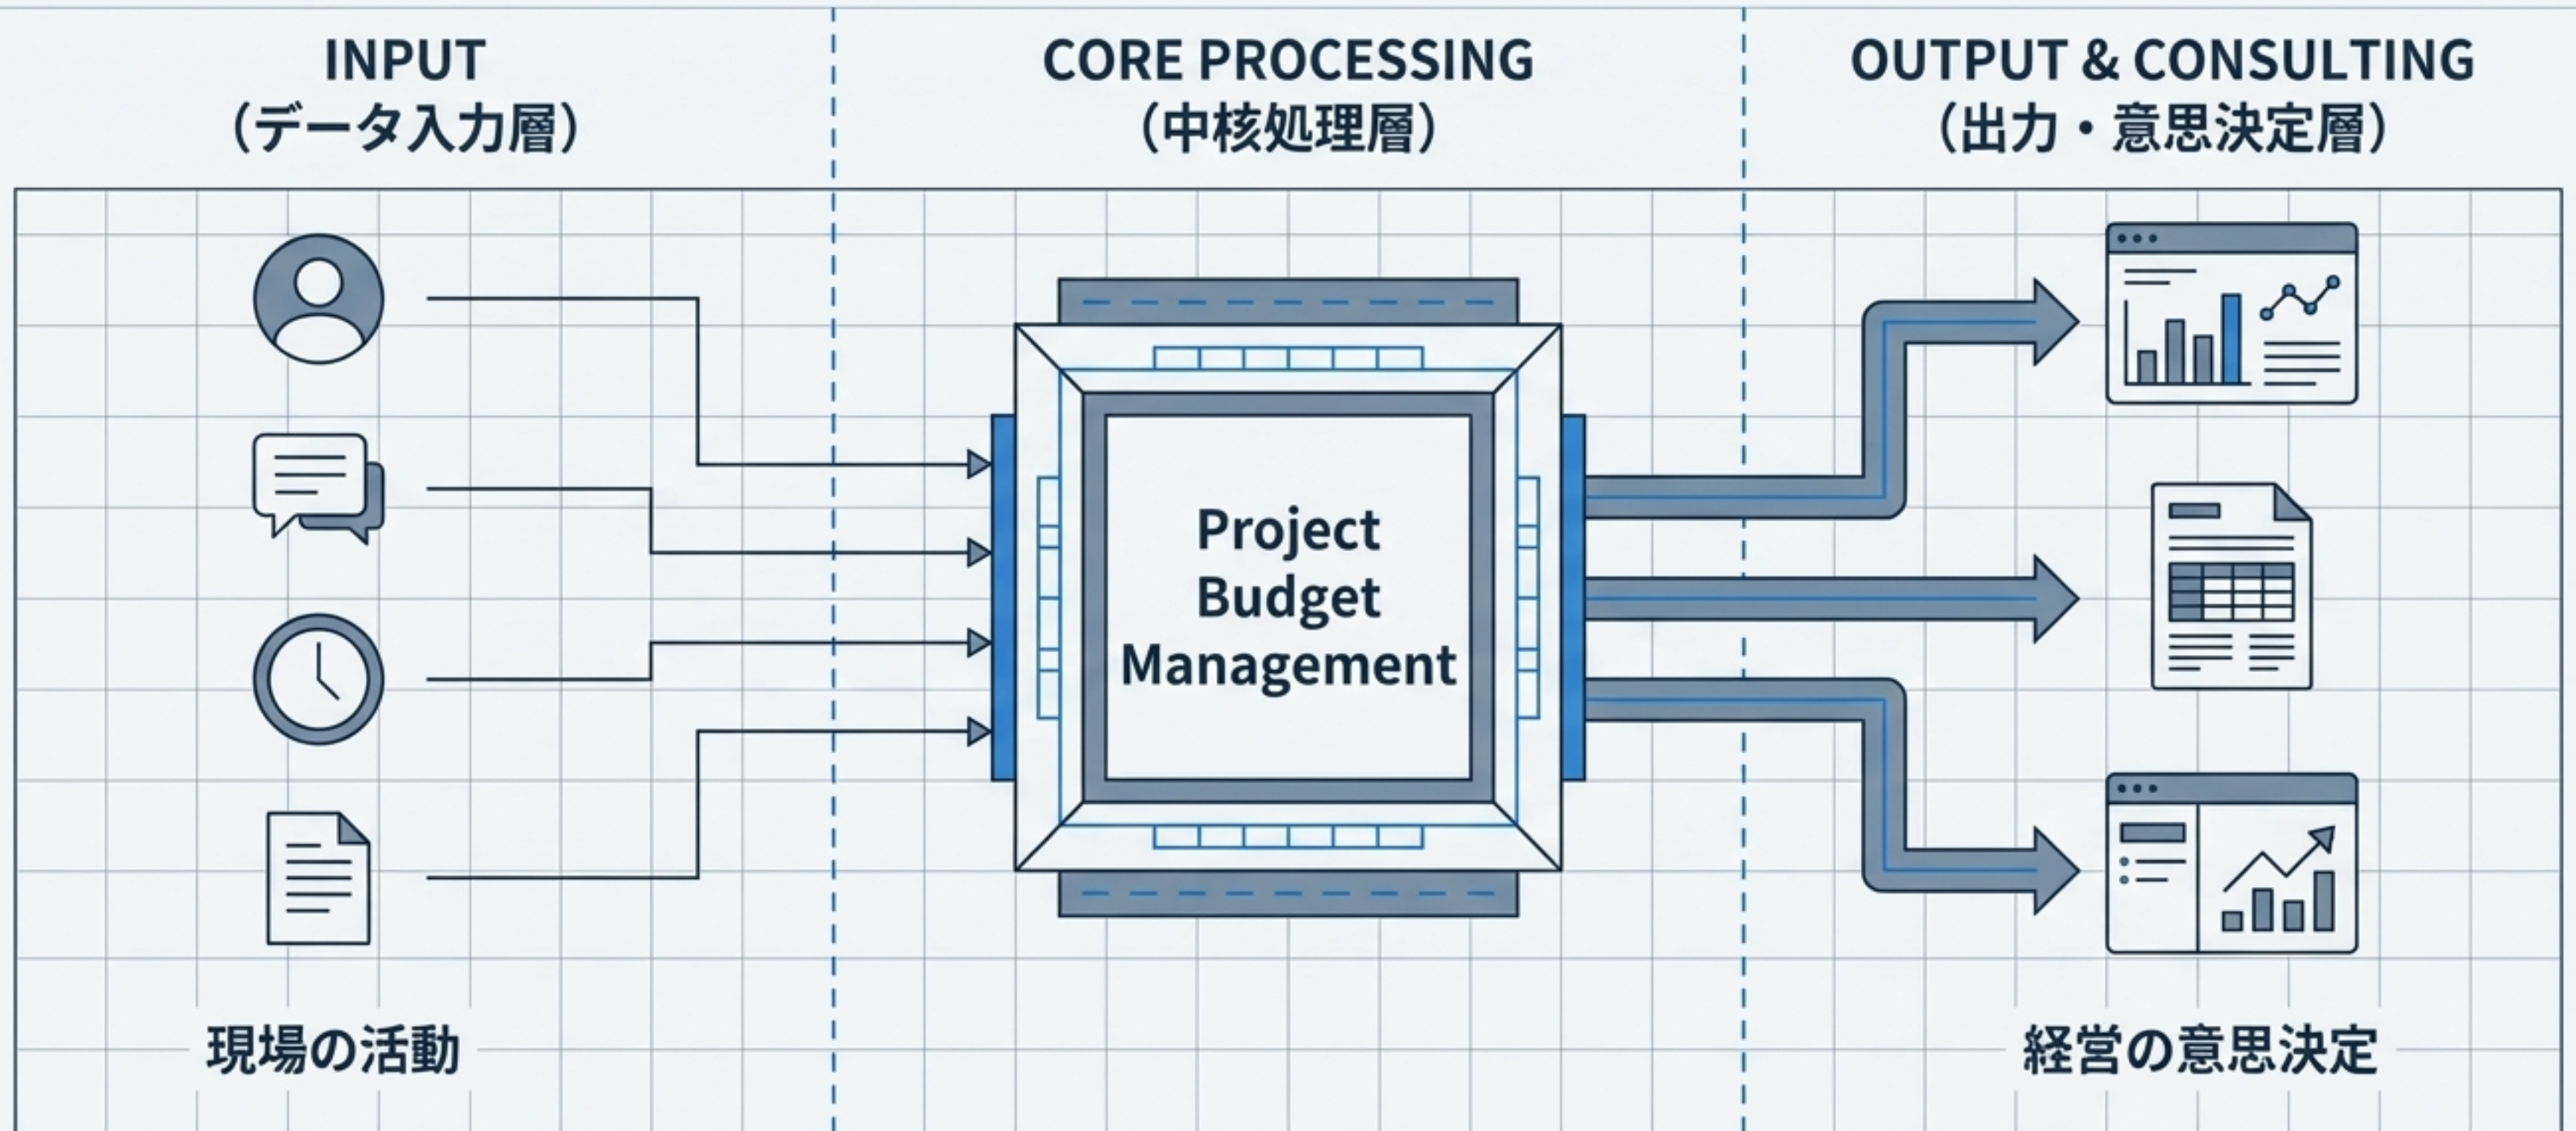 INPUT
（データ入力層）
CORE PROCESSING
（中核処理層）
OUTPUT & CONSULTING
（出力・意思決定層）
Project
Budget
Management
現場の活動
経営の意思決定